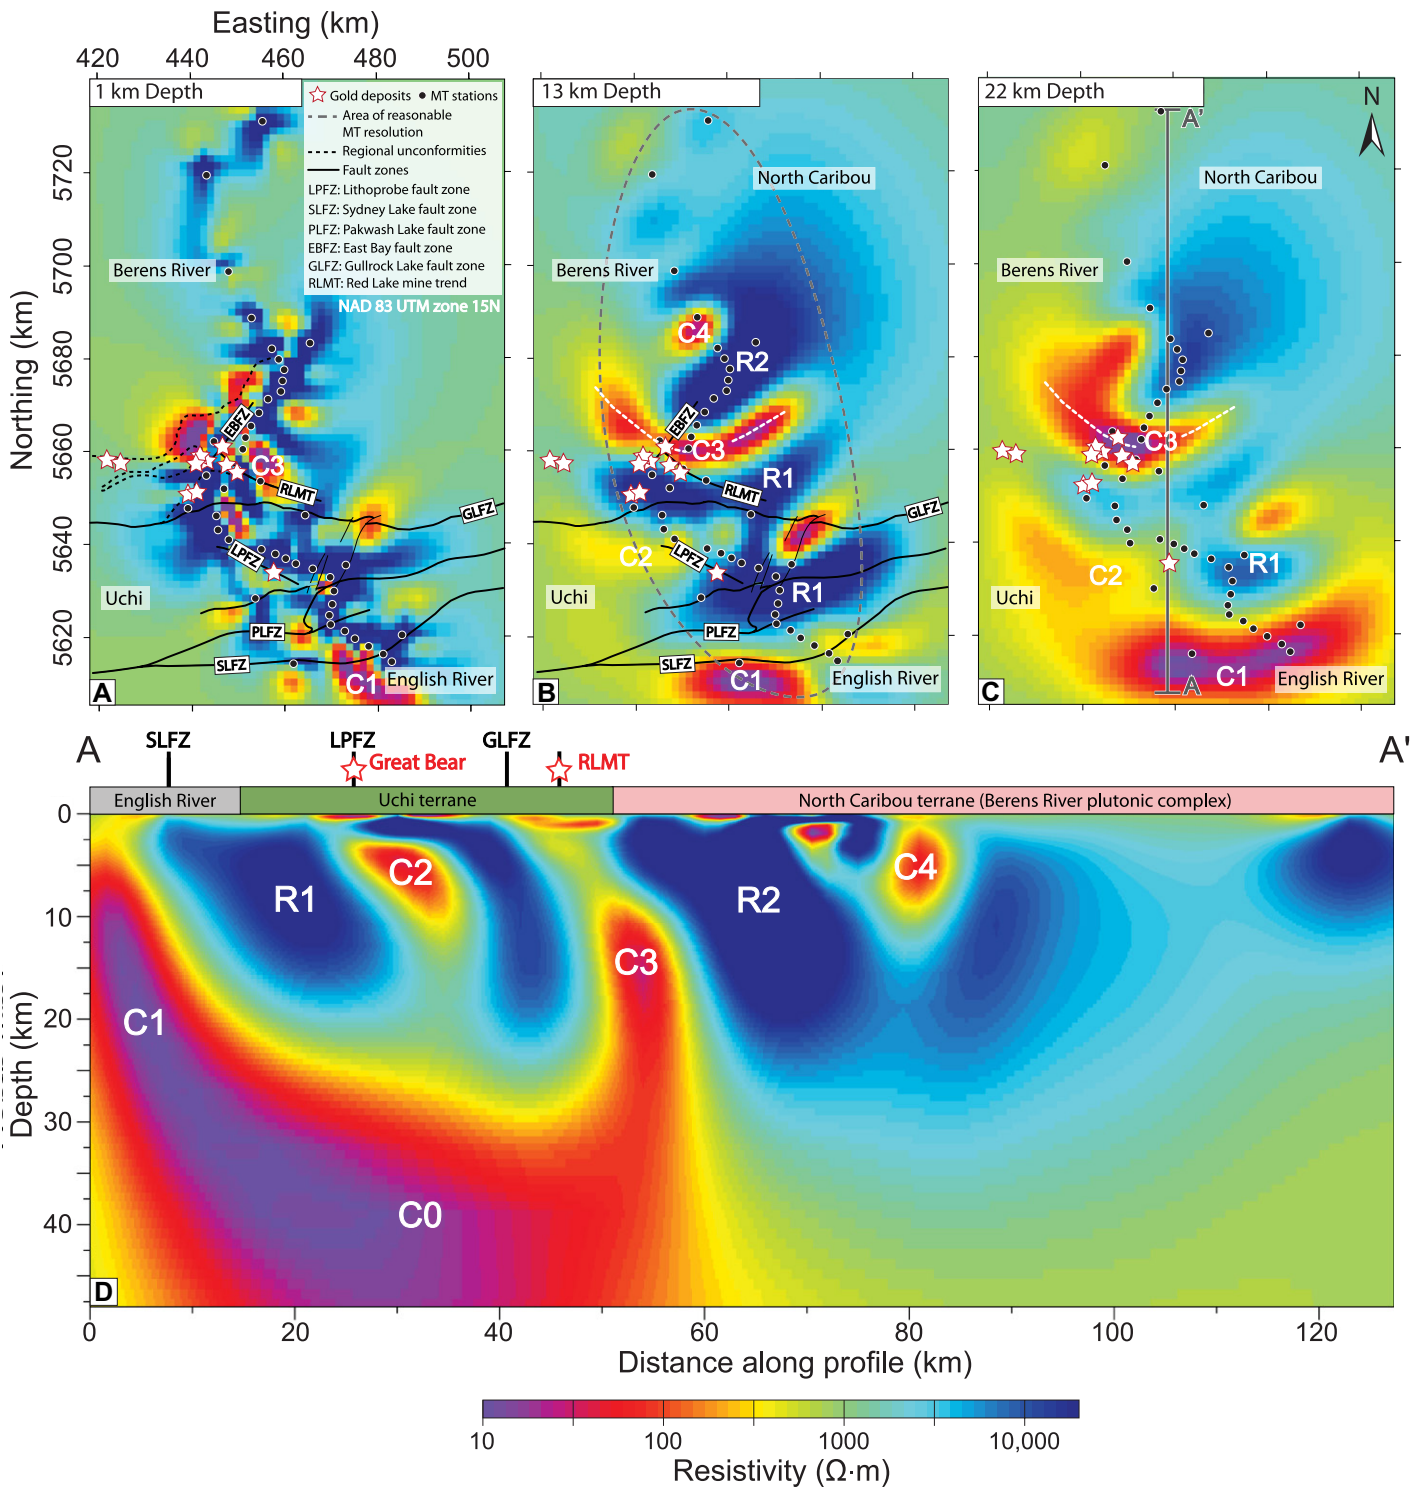 Easting (km)
420 440 460 480 500
1 km Depth
Gold deposits MT stations
Area of reasonable
MT resolution
Regional unconformities
Fault zones
LPFZ: Lithoprobe fault zone
SLFZ: Sydney Lake fault zone
PLFZ: Pakwash Lake fault zone
EBFZ: East Bay fault zone
GLFZ: Gullrock Lake fault zone
RLMT: Red Lake mine trend
NAD 83 UTM zone 15N
Northing (km)
5720
5700
5680
5660
5640
5620
Berens River
EBFZ
C3
RLMT
GLFZ
LPFZ
Uchi
PLFZ
SLFZ
C1
English River
A
13 km Depth
North Caribou
Berens River
C4
R2
EBFZ
C3
R1
RLMT
GLFZ
C2
LPFZ
R1
Uchi
PLFZ
SLFZ
C1
English River
B
22 km Depth
A'
N
North Caribou
Berens River
C3
C2
R1
Uchi
C1
English River
A
C
A
SLFZ
LPFZ
GLFZ
A'
Great Bear
RLMT
English River
Uchi terrane
North Caribou terrane (Berens River plutonic complex)
0
10
20
30
40
Depth (km)
C2
C4
R1
R2
C3
C1
C0
D
0 20 40 60 80 100 120
Distance along profile (km)
10 100 1000 10,000
Resistivity (Ω·m)